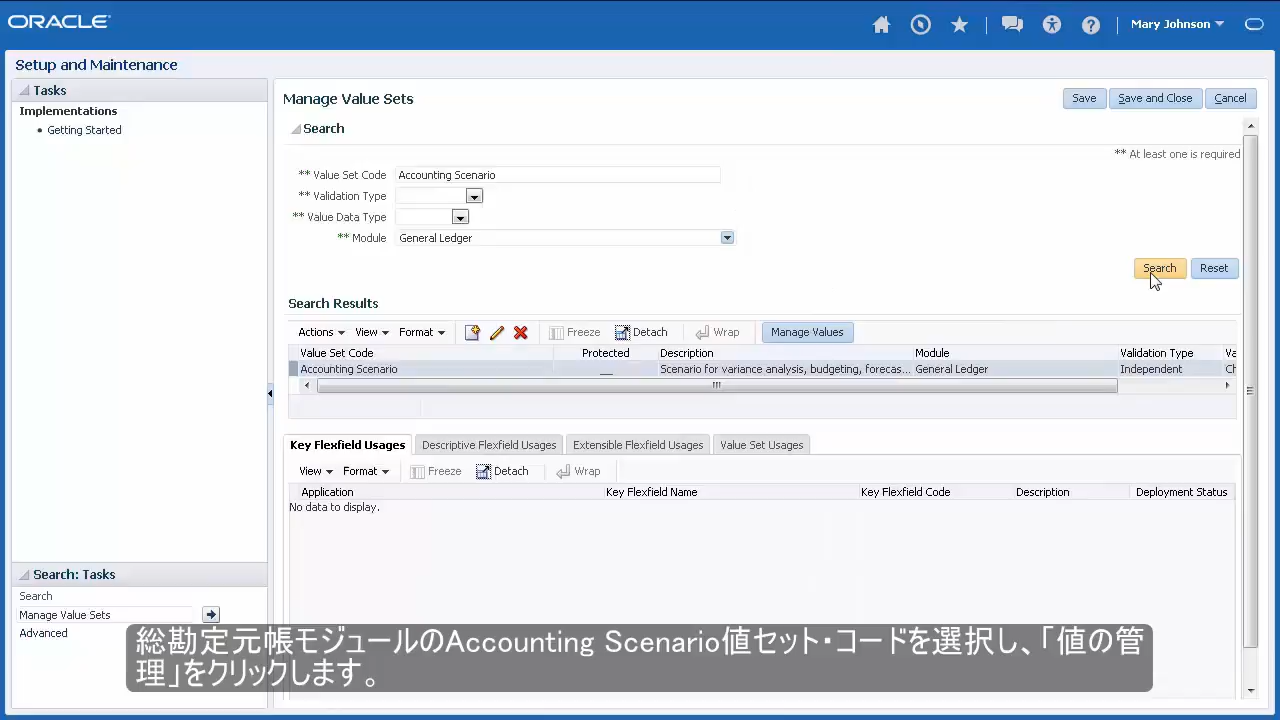 ORACLE
Mary Johnson
Setup and Maintenance
Tasks
Implementations
Getting Started
Manage Value Sets
Save
Save and Close
Cancel
Search
** At least one is required
** Value Set Code Accounting Scenario
** Validation Type
** Value Data Type
** Module General Ledger
Search Reset
Search Results
Actions View Format Freeze Detach Wrap Manage Values
Value Set Code Protected Description Module Validation Type Va
Accounting Scenario Scenario for variance analysis, budgeting, forecas... General Ledger Independent Ch
Key Flexfield Usages Descriptive Flexfield Usages Extensible Flexfield Usages Value Set Usages
View Format Freeze Detach Wrap
Application Key Flexfield Name Key Flexfield Code Description Deployment Status
No data to display.
Search: Tasks
Search
Manage Value Sets
Advanced
総勘定元帳モジュールのAccounting Scenario値セット・コードを選択し、「値の管
理」をクリックします。